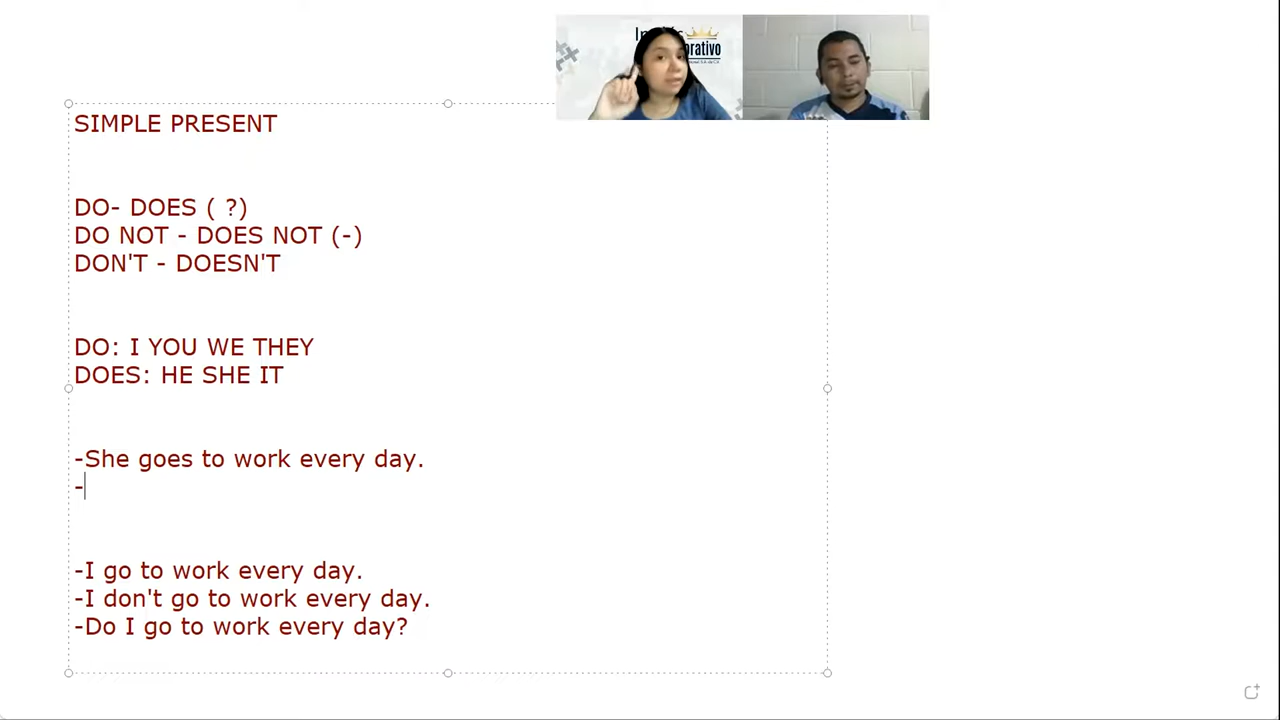 In
orativo
SIMPLE PRESENT
DO- DOES ( ?)
DO NOT - DOES NOT (-)
DON'T - DOESN'T
DO: I YOU WE THEY
DOES: HE SHE IT
-She goes to work every day.
-
-I go to work every day.
-I don't go to work every day.
-Do I go to work every day?